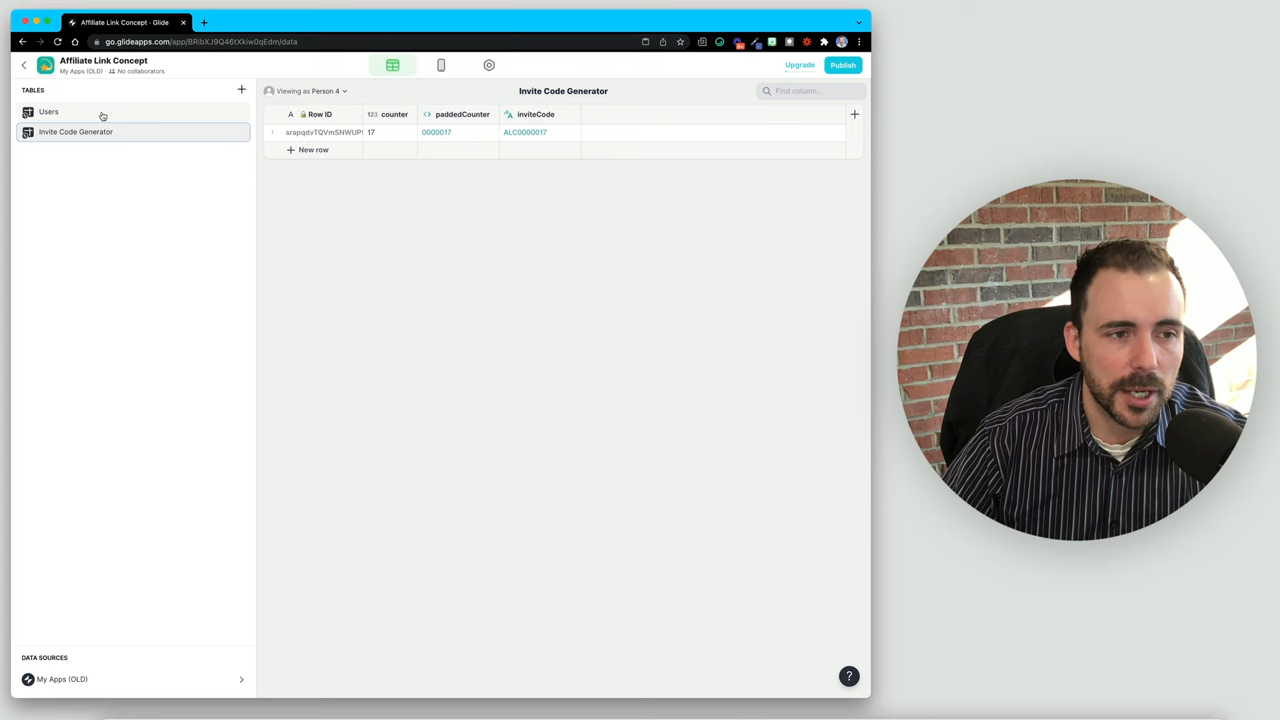 Affiliate Link Concept · Glide
go.glideapps.com/app/BRibXJ9Q46tXkiw0qEdm/data
Affiliate Link Concept
My Apps (OLD) · No collaborators
Upgrade
Publish
TABLES
Users
Invite Code Generator
Viewing as Person 4
Invite Code Generator
Find column...
Row ID
123 counter
paddedCounter
inviteCode
1 srapqdvTQVmSNWUP 17 0000017 ALC0000017
New row
DATA SOURCES
My Apps (OLD)
?